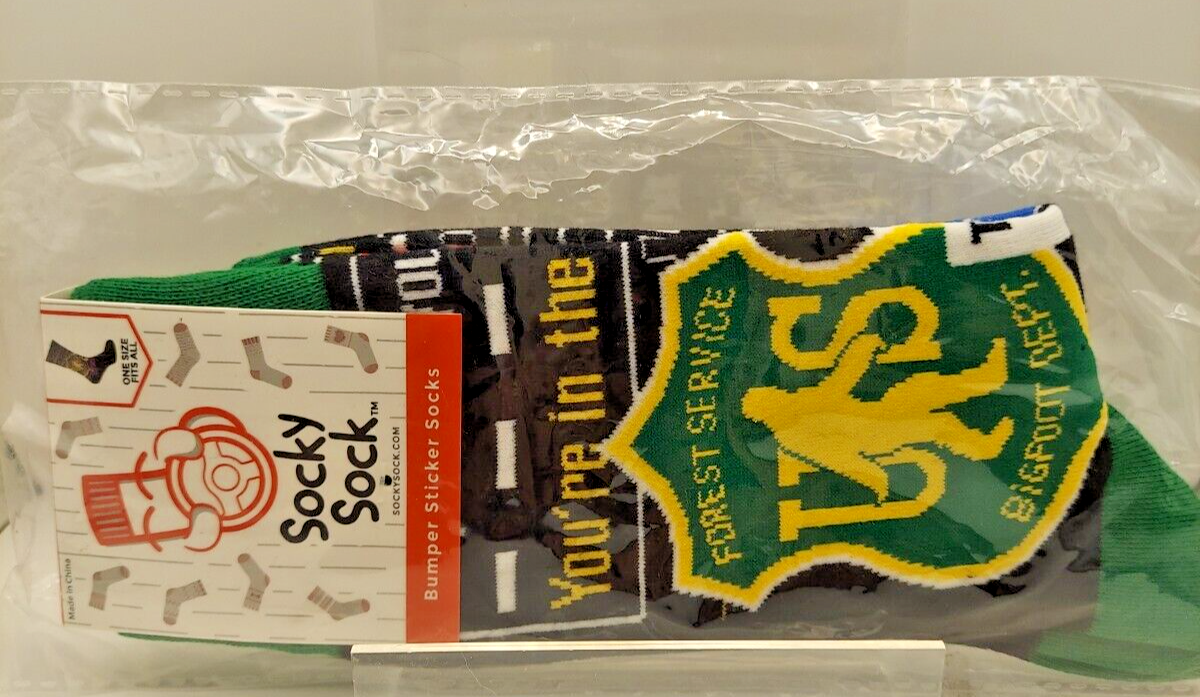 ONE SIZE
FITS ALL
Socky
Sock™
SOCKYSOCK.COM
Bumper Sticker Socks
Made in China
You're in the
FOREST SERVICE
US
BIGFOOT DEPT.
T